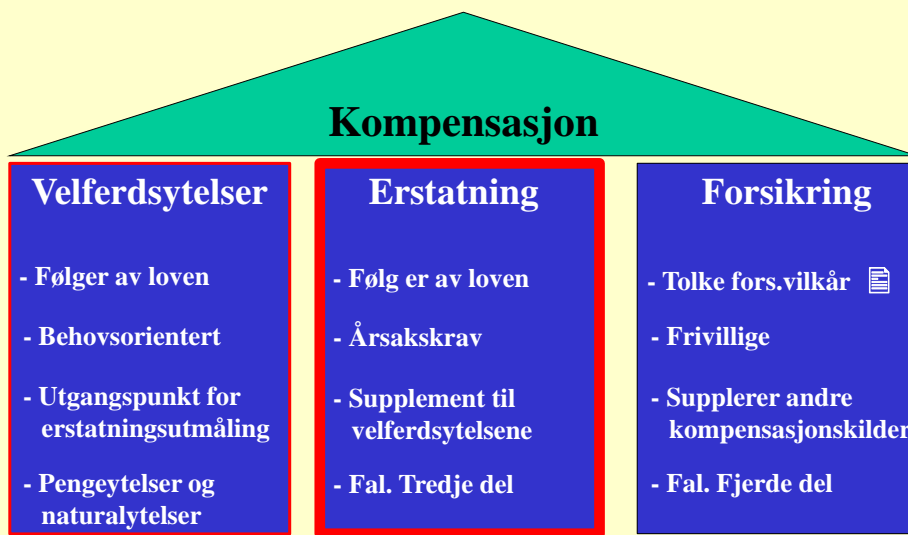 Kompensasjon
Velferdsytelser
- Følger av loven
- Behovsorientert
- Utgangspunkt for
erstatningsutmåling
- Pengeytelser og
naturalytelser
Erstatning
- Følg er av loven
- Årsakskrav
- Supplement til
velferdsytelsene
- Fal. Tredje del
Forsikring
- Tolke fors.vilkår
- Frivillige
- Supplerer andre
kompensasjonskilder
- Fal. Fjerde del